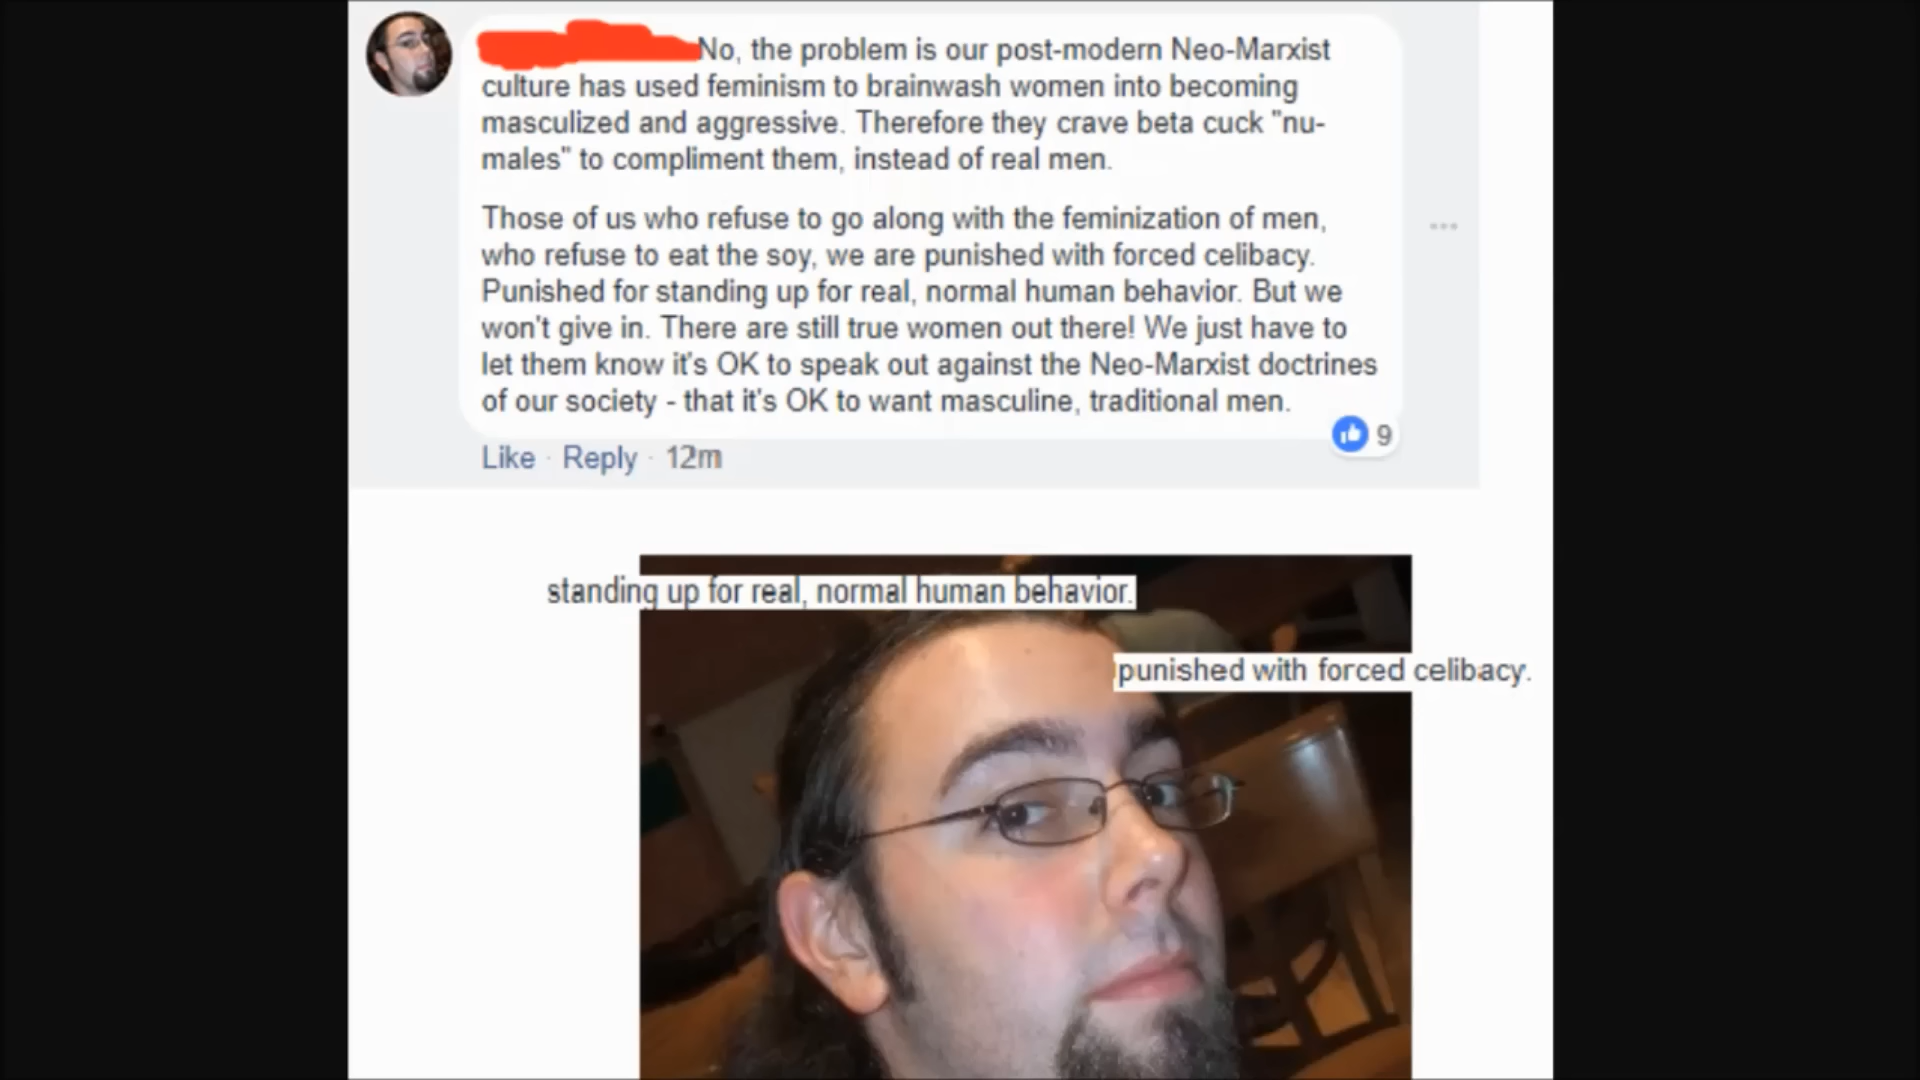 No, the problem is our post-modern Neo-Marxist
culture has used feminism to brainwash women into becoming
masculized and aggressive. Therefore they crave beta cuck "nu-
males" to compliment them, instead of real men.
Those of us who refuse to go along with the feminization of men,
who refuse to eat the soy, we are punished with forced celibacy.
Punished for standing up for real, normal human behavior. But we
won't give in. There are still true women out there! We just have to
let them know it's OK to speak out against the Neo-Marxist doctrines
of our society - that it's OK to want masculine, traditional men.
9
Like · Reply · 12m
standing up for real, normal human behavior.
punished with forced celibacy.